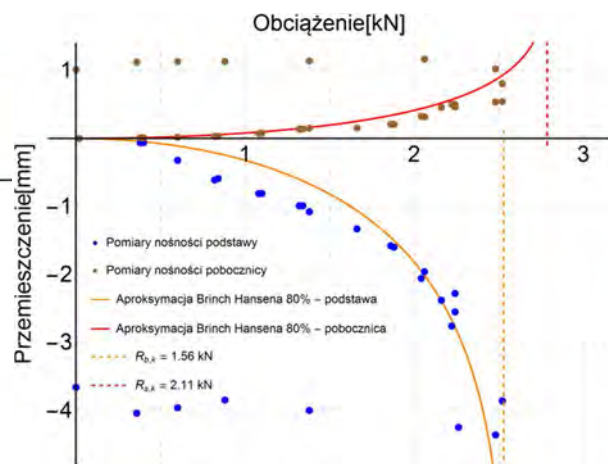 Obciążenie[kN]
1
1
2
3
Przemieszczenie[mm]
−1
−2
−3
−4
Pomiary nośności podstawy
Pomiary nośności pobocznicy
Aproksymacja Brinch Hansena 80% – podstawa
Aproksymacja Brinch Hansena 80% – pobocznica
R_b,k = 1.56 kN
R_s,k = 2.11 kN